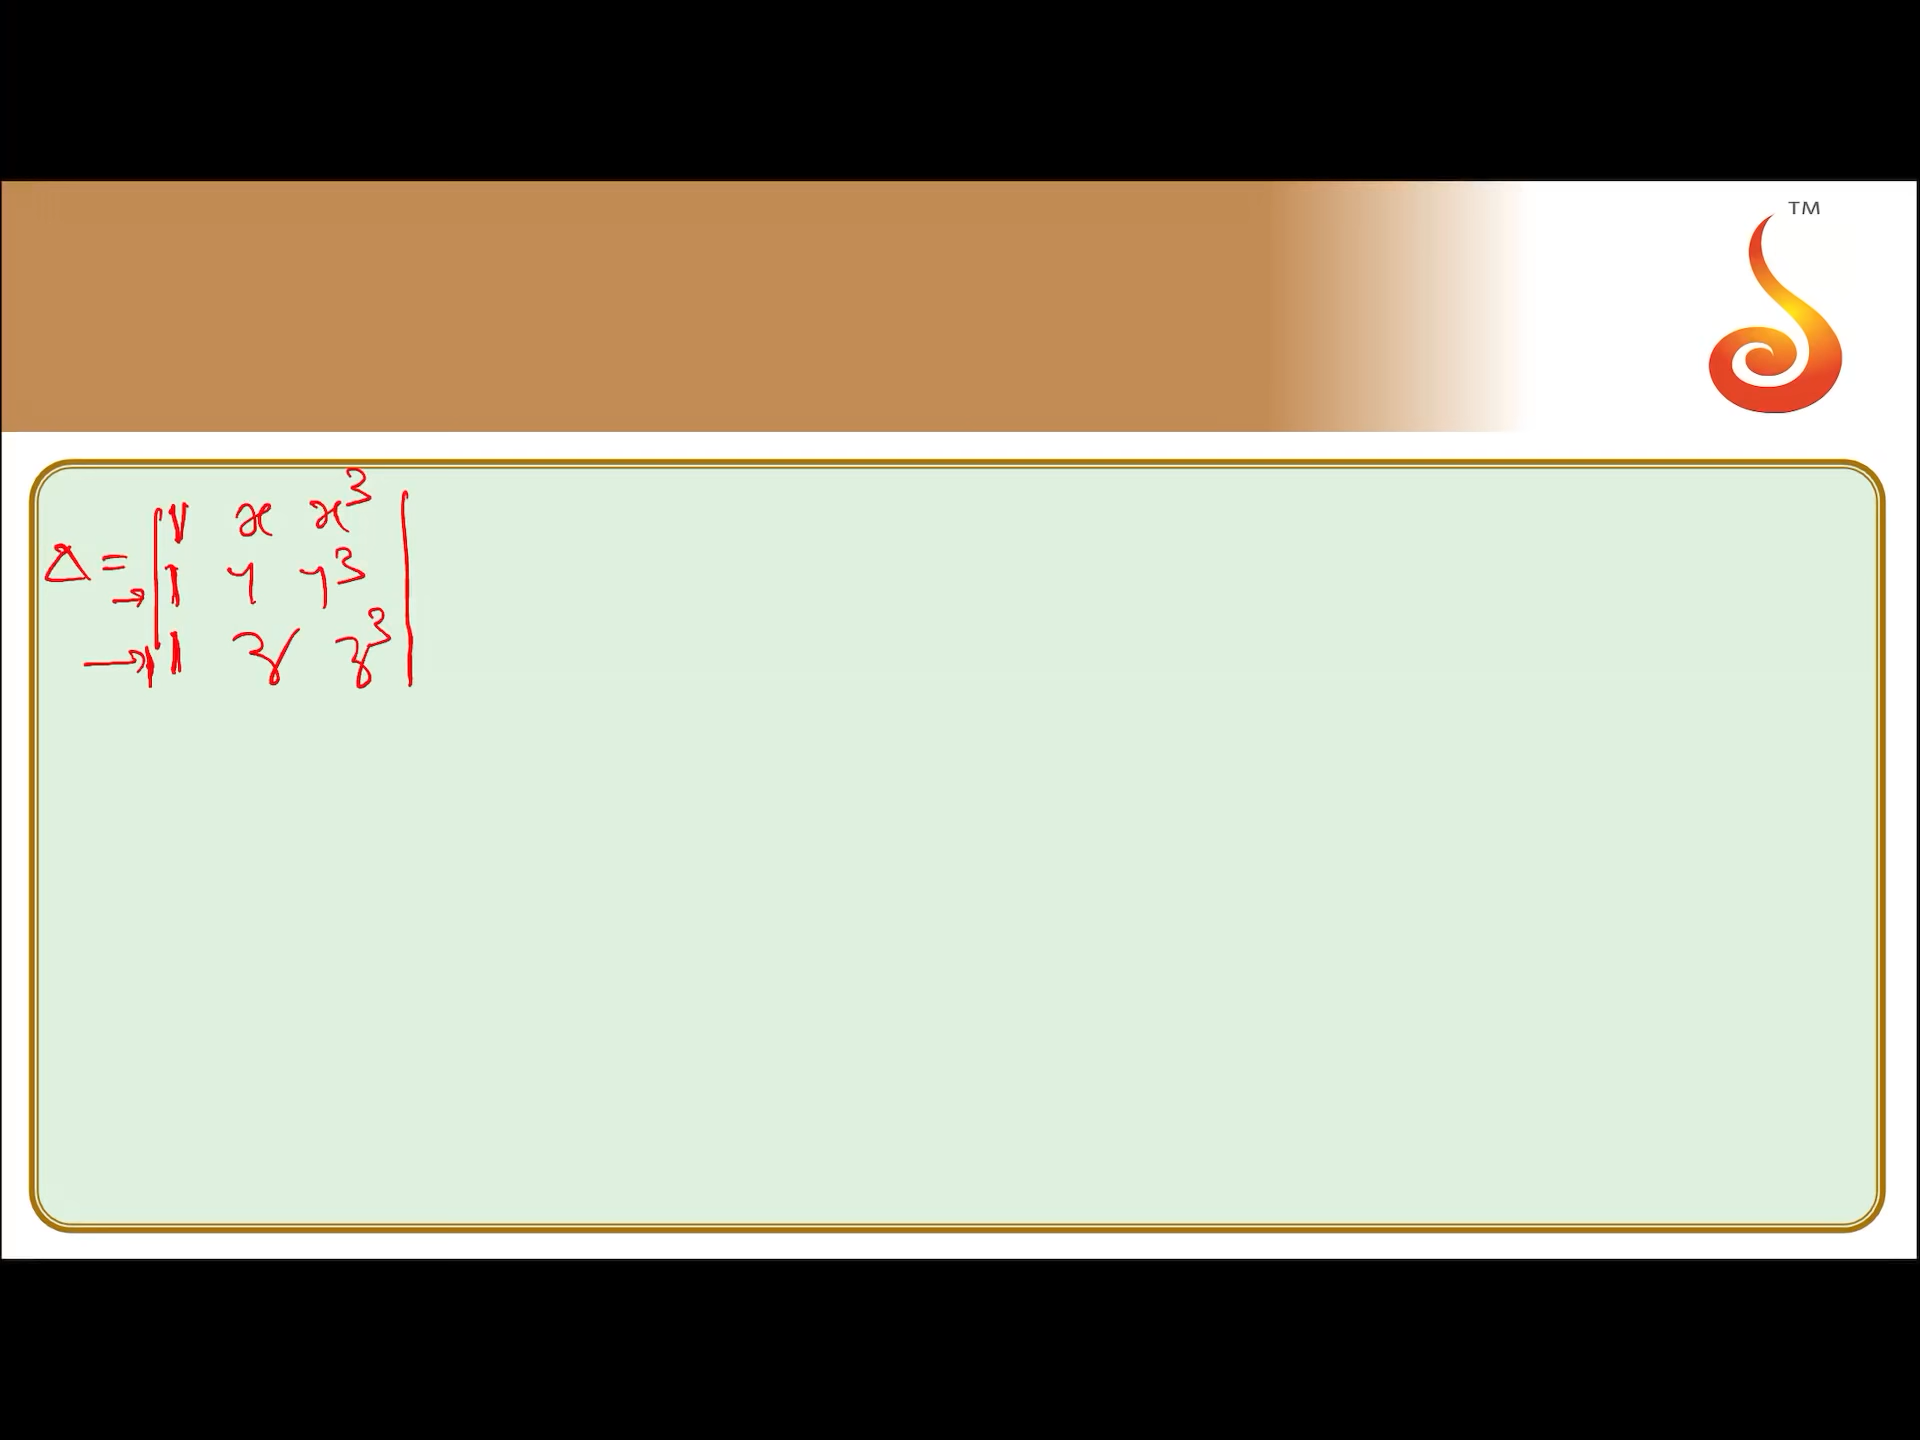 TM
1 x x³
Δ = 1 y y³
→ → 1 z z³